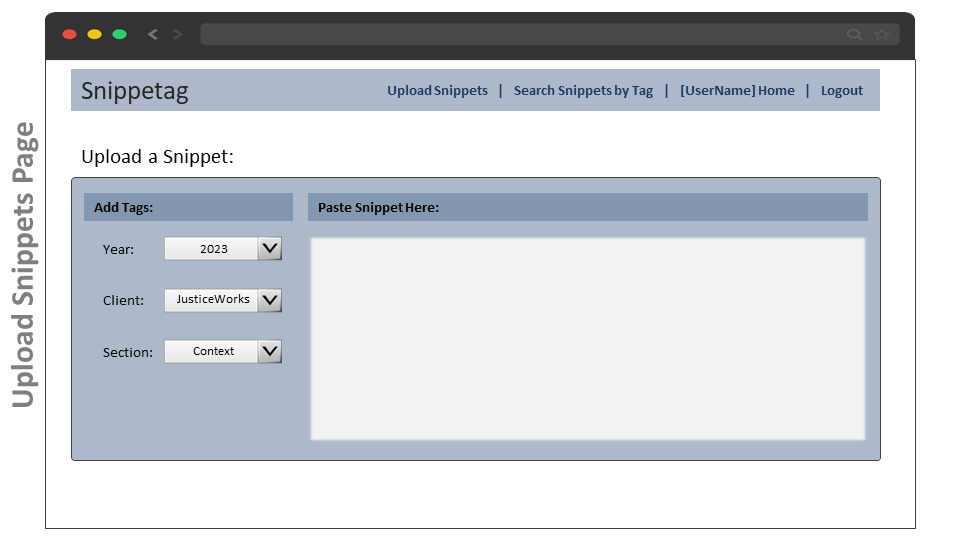 Upload Snippets Page
Snippetag
Upload Snippets | Search Snippets by Tag | [UserName] Home | Logout
Upload a Snippet:
Add Tags:
Paste Snippet Here:
Year: 2023
Client: JusticeWorks
Section: Context